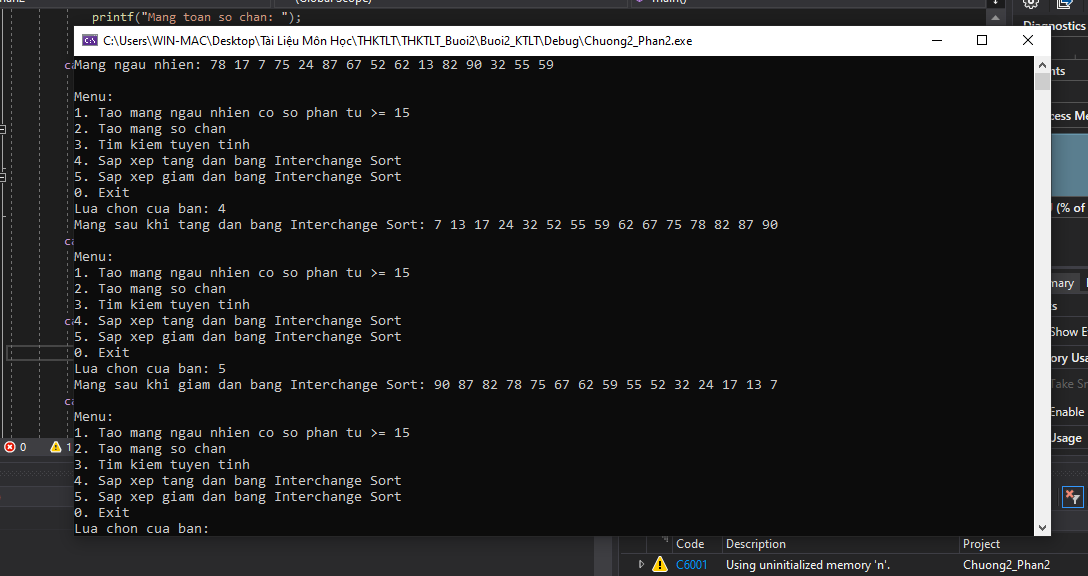 printf("Mang toan so chan: ");
C:\Users\WIN-MAC\Desktop\Tài Liệu Môn Học\THKTLT\THKTLT_Buoi2\Buoi2_KTLT\Debug\Chuong2_Phan2.exe
Diagnostics
Mang ngau nhien: 78 17 7 75 24 87 67 52 62 13 82 90 32 55 59
Menu:
1. Tao mang ngau nhien co so phan tu >= 15
2. Tao mang so chan
3. Tim kiem tuyen tinh
4. Sap xep tang dan bang Interchange Sort
5. Sap xep giam dan bang Interchange Sort
0. Exit
Lua chon cua ban: 4
Mang sau khi tang dan bang Interchange Sort: 7 13 17 24 32 52 55 59 62 67 75 78 82 87 90
Menu:
1. Tao mang ngau nhien co so phan tu >= 15
2. Tao mang so chan
3. Tim kiem tuyen tinh
4. Sap xep tang dan bang Interchange Sort
5. Sap xep giam dan bang Interchange Sort
0. Exit
Lua chon cua ban: 5
Mang sau khi giam dan bang Interchange Sort: 90 87 82 78 75 67 62 59 55 52 32 24 17 13 7
Menu:
1. Tao mang ngau nhien co so phan tu >= 15
2. Tao mang so chan
3. Tim kiem tuyen tinh
4. Sap xep tang dan bang Interchange Sort
5. Sap xep giam dan bang Interchange Sort
0. Exit
Lua chon cua ban:
(% of
Show E
Take Sn
Enable
Usage
0
1
Code Description Project
C6001 Using uninitialized memory 'n'. Chuong2_Phan2